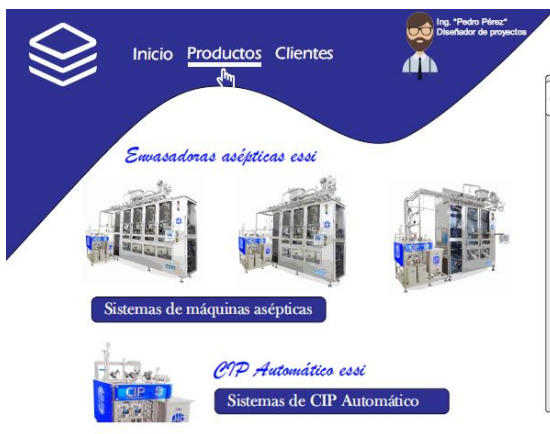 Ing. "Pedro Pérez"
Diseñador de proyectos
Inicio Productos Clientes
Envasadoras asépticas essi
Sistemas de máquinas asépticas
CIP Automático essi
CIP
Sistemas de CIP Automático